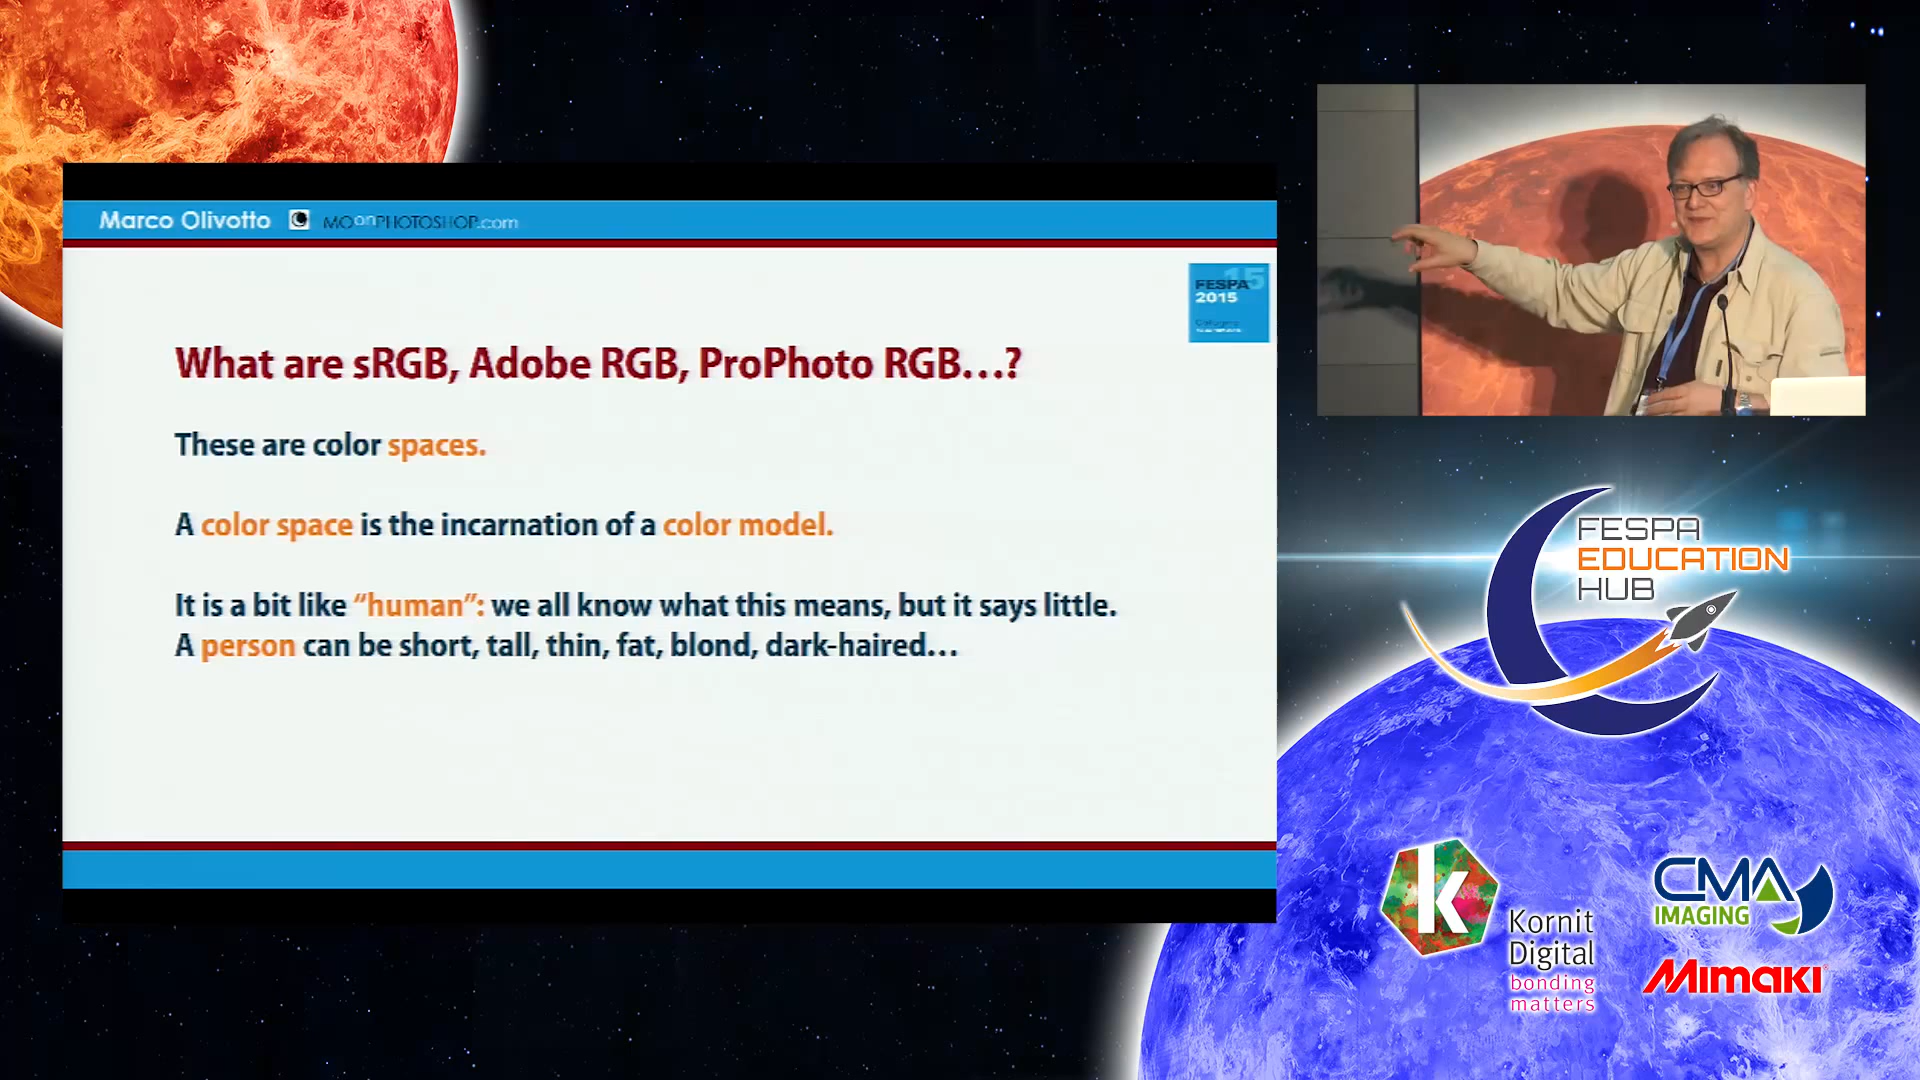 Marco Olivotto
MOonPHOTOSHOP.com
15
FESPA
2015
What are sRGB, Adobe RGB, ProPhoto RGB...?
These are color spaces.
A color space is the incarnation of a color model.
It is a bit like “human”: we all know what this means, but it says little.
A person can be short, tall, thin, fat, blond, dark-haired...
FESPA
EDUCATION
HUB
K
Kornit
Digital
bonding
matters
CMA
IMAGING
Mimaki